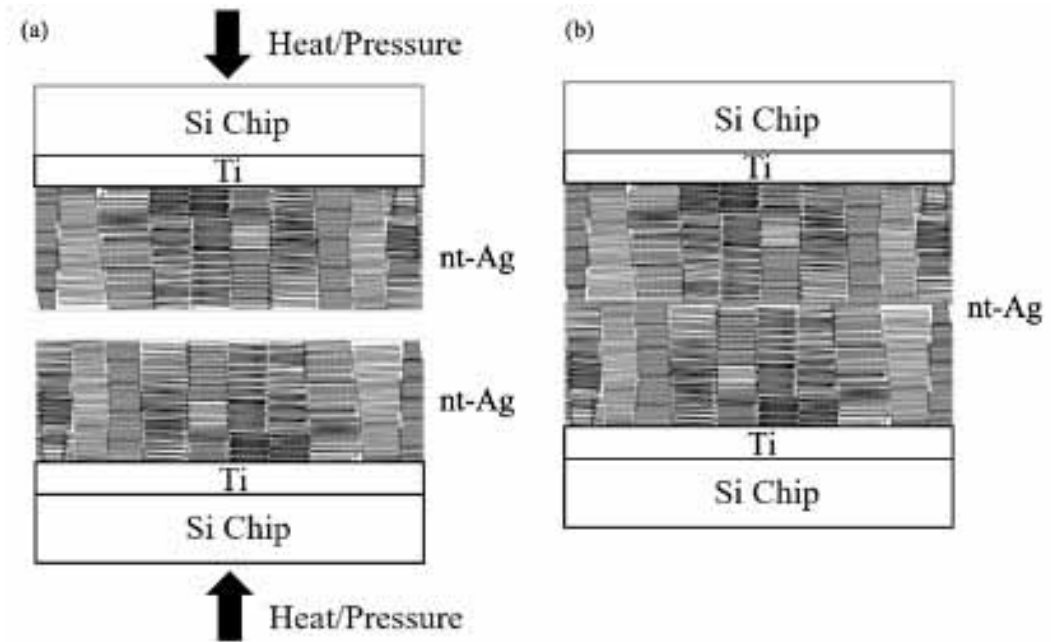 (a)
Heat/Pressure
Si Chip
Ti
nt-Ag
nt-Ag
Ti
Si Chip
Heat/Pressure
(b)
Si Chip
Ti
nt-Ag
Ti
Si Chip